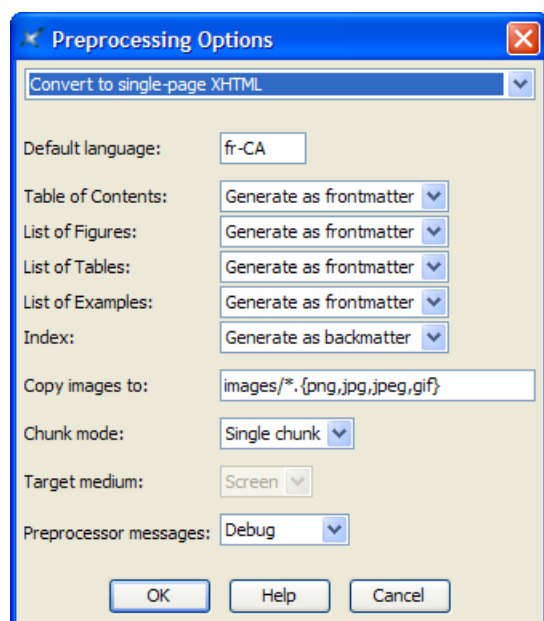 Preprocessing Options
Convert to single-page XHTML
Default language: fr-CA
Table of Contents: Generate as frontmatter
List of Figures: Generate as frontmatter
List of Tables: Generate as frontmatter
List of Examples: Generate as frontmatter
Index: Generate as backmatter
Copy images to: images/*.{png,jpg,jpeg,gif}
Chunk mode: Single chunk
Target medium: Screen
Preprocessor messages: Debug
OK Help Cancel